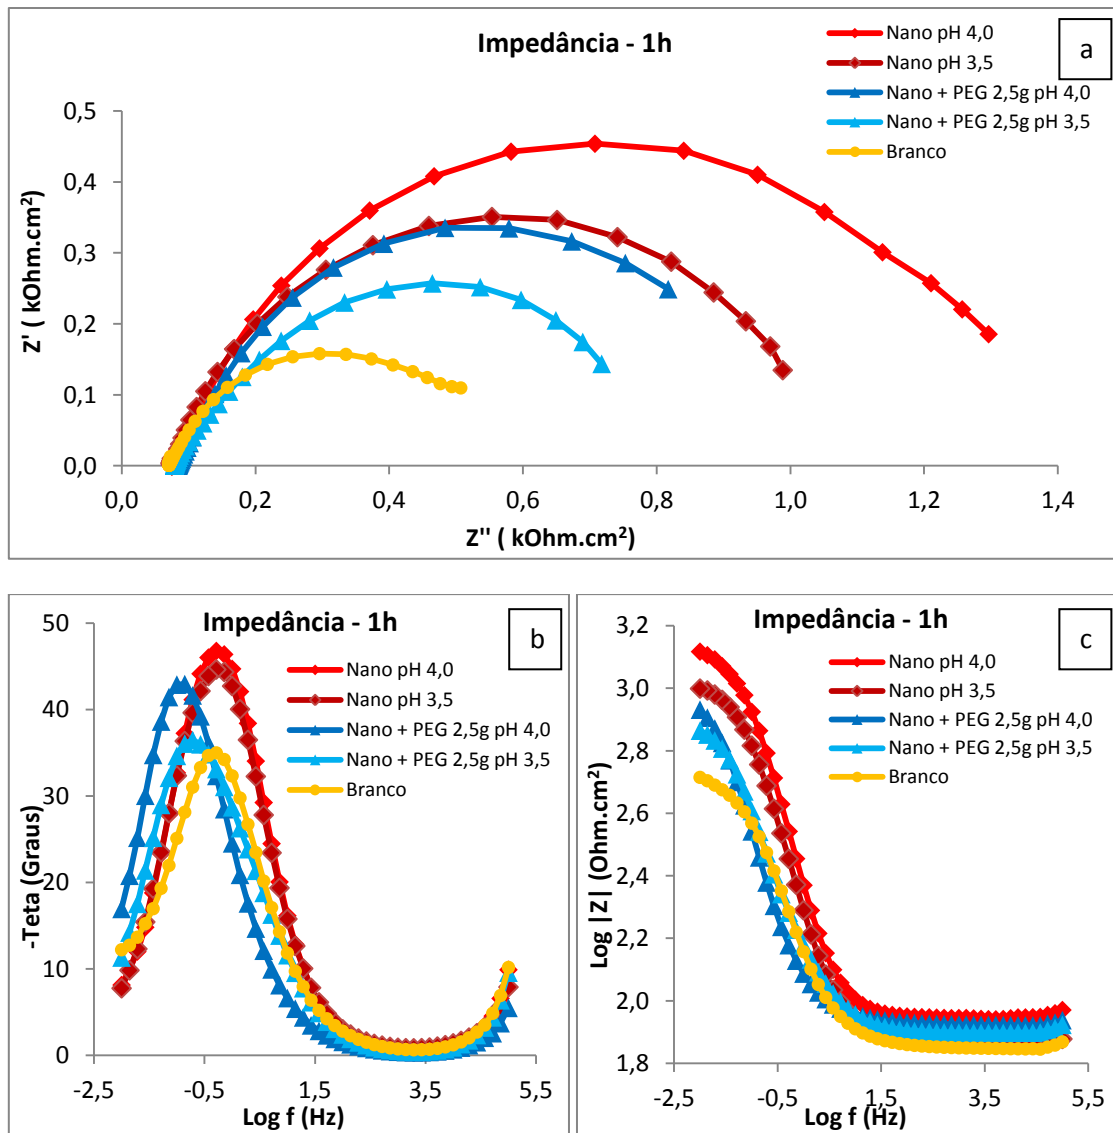 Impedância - 1h
a
Nano pH 4,0
Nano pH 3,5
Nano + PEG 2,5g pH 4,0
Nano + PEG 2,5g pH 3,5
Branco
Z' ( kOhm.cm²)
0,5
0,4
0,3
0,2
0,1
0,0
0,0 0,2 0,4 0,6 0,8 1,0 1,2 1,4
Z'' ( kOhm.cm²)
Impedância - 1h
b
Nano pH 4,0
Nano pH 3,5
Nano + PEG 2,5g pH 4,0
Nano + PEG 2,5g pH 3,5
Branco
-Teta (Graus)
50
40
30
20
10
0
-2,5 -0,5 1,5 3,5 5,5
Log f (Hz)
Impedância - 1h
c
Nano pH 4,0
Nano pH 3,5
Nano + PEG 2,5g pH 4,0
Nano + PEG 2,5g pH 3,5
Branco
Log |Z| (Ohm.cm²)
3,2
3,0
2,8
2,6
2,4
2,2
2,0
1,8
-2,5 -0,5 1,5 3,5 5,5
Log f (Hz)